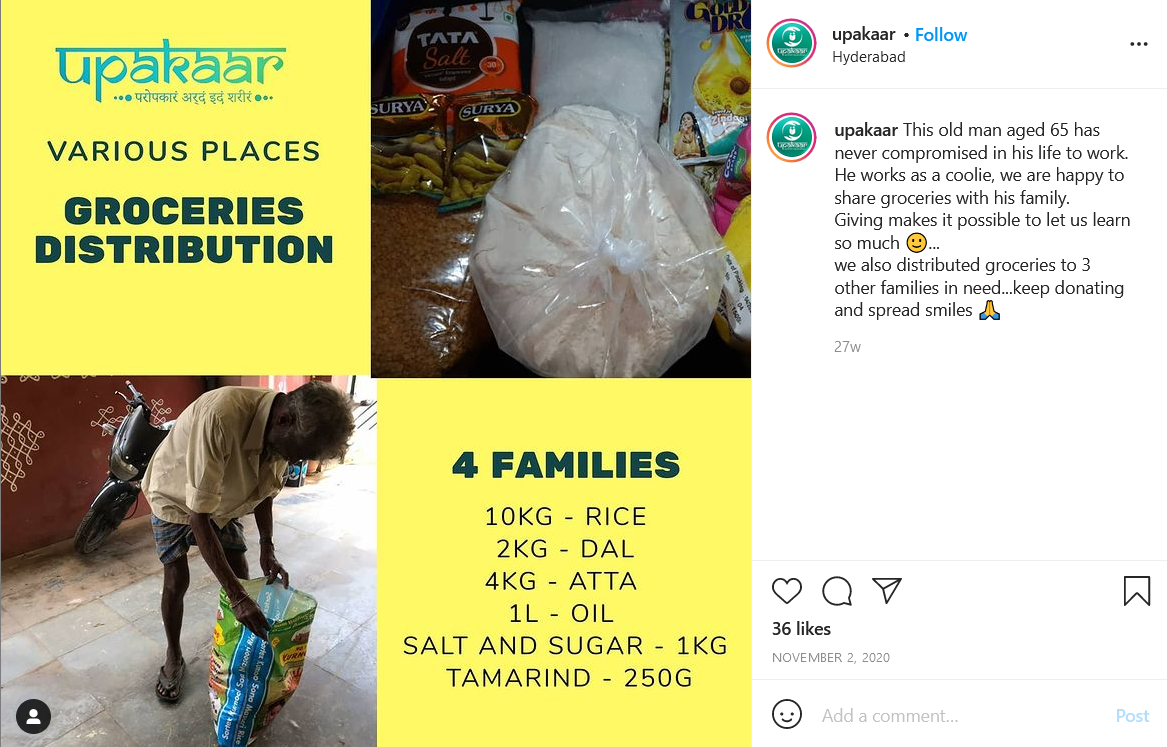 upakaar
परोपकारं अर्दं इदं शरीरं
VARIOUS PLACES
GROCERIES
DISTRIBUTION
TATA
Salt
SURYA
SURYA
4 FAMILIES
10KG - RICE
2KG - DAL
4KG - ATTA
1L - OIL
SALT AND SUGAR - 1KG
TAMARIND - 250G
upakaar • Follow
Hyderabad
upakaar This old man aged 65 has
never compromised in his life to work.
He works as a coolie, we are happy to
share groceries with his family.
Giving makes it possible to let us learn
so much 🙂...
we also distributed groceries to 3
other families in need...keep donating
and spread smiles 🙏
27w
36 likes
NOVEMBER 2, 2020
Add a comment...
Post